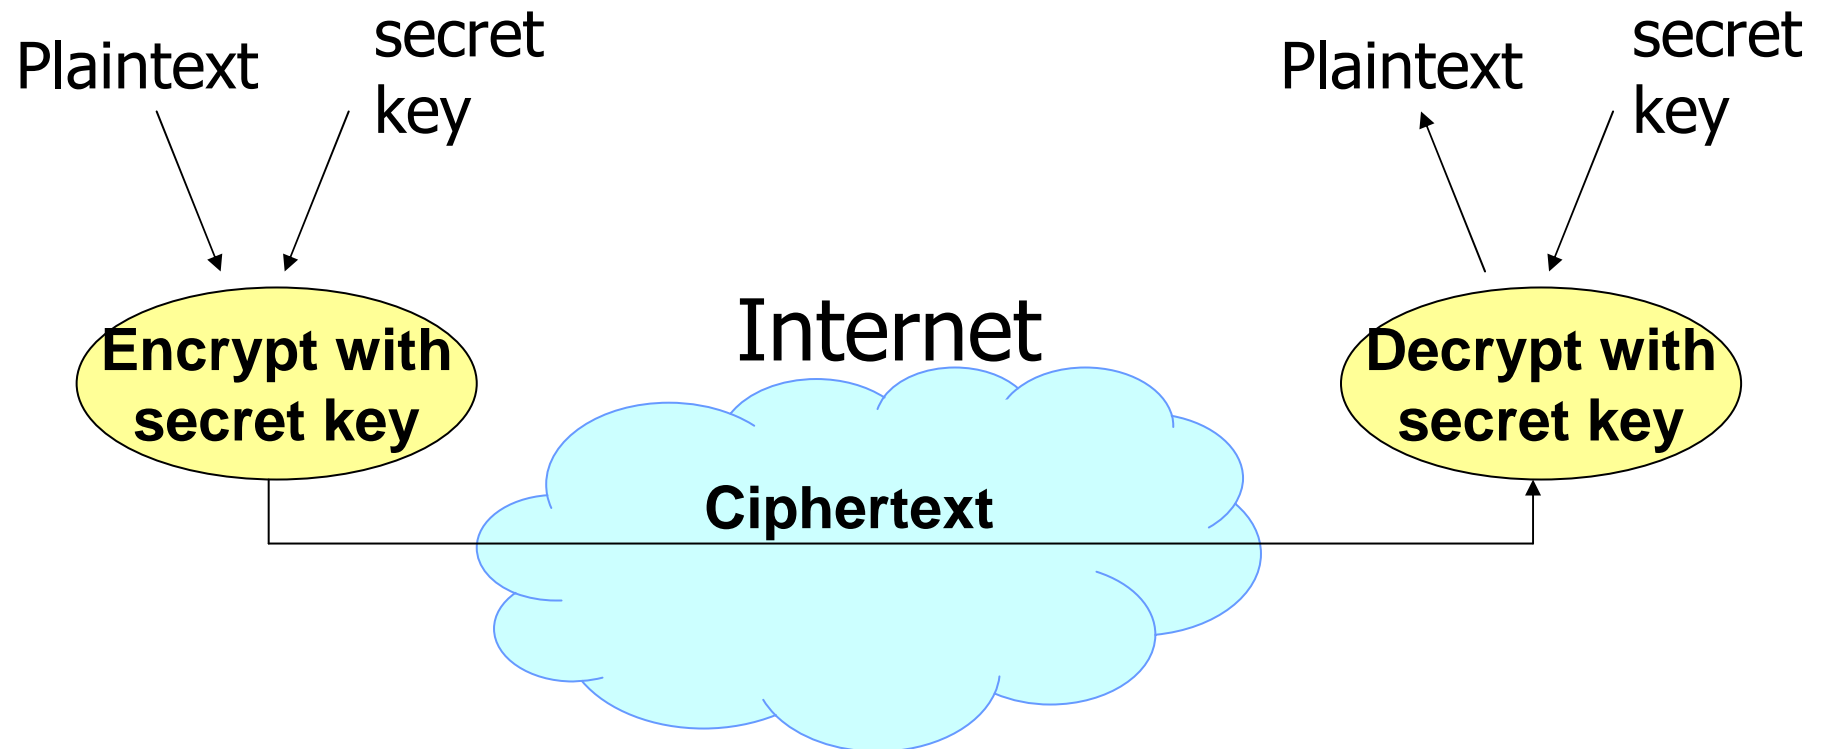 Plaintext
secret
key
Encrypt with
secret key
Internet
Ciphertext
Plaintext
secret
key
Decrypt with
secret key